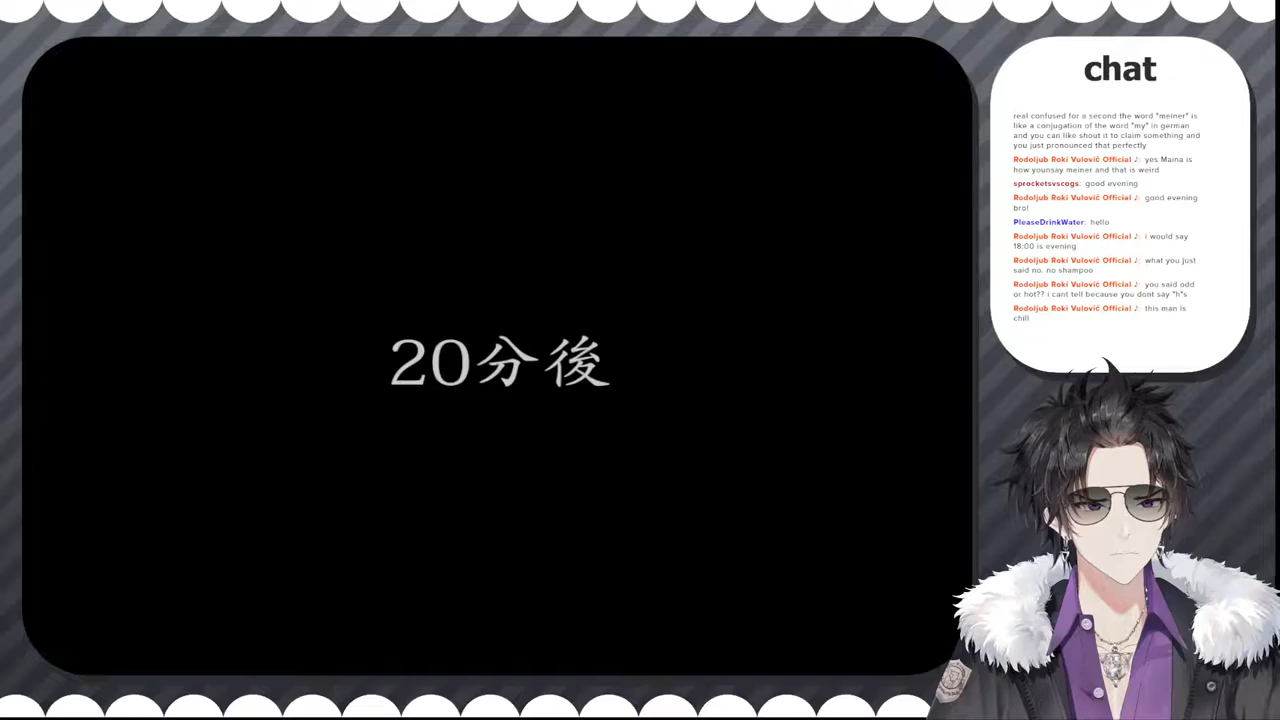 chat
real confused for a second the word "meiner" is
like a conjugation of the word "my" in german
and you can like shout it to claim something and
you just pronounced that perfectly
Rodoljub Roki Vulović Official ♪: yes Maina is
how younsay meiner and that is weird
sprocketsvscogs: good evening
Rodoljub Roki Vulović Official ♪: good evening
bro!
PleaseDrinkWater: hello
Rodoljub Roki Vulović Official ♪: i would say
18:00 is evening
Rodoljub Roki Vulović Official ♪: what you just
said no. no shampoo
Rodoljub Roki Vulović Official ♪: you said odd
or hot?? i cant tell because you dont say "h"s
Rodoljub Roki Vulović Official ♪: this man is
chill
20分後